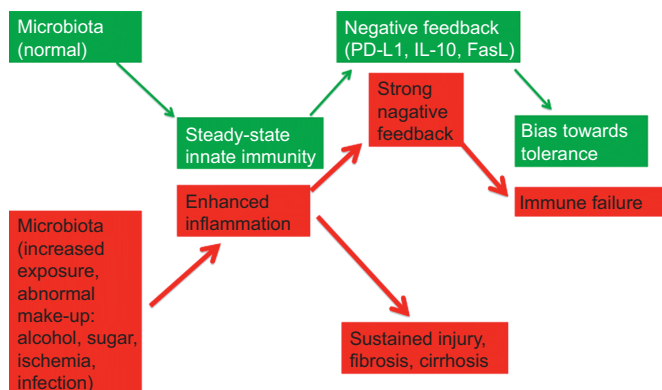 Microbiota
(normal)
Negative feedback
(PD-L1, IL-10, FasL)
Strong
nagative
feedback
Steady-state
innate immunity
Bias towards
tolerance
Enhanced
inflammation
Immune failure
Microbiota
(increased
exposure,
abnormal
make-up:
alcohol, sugar,
ischemia,
infection)
Sustained injury,
fibrosis, cirrhosis